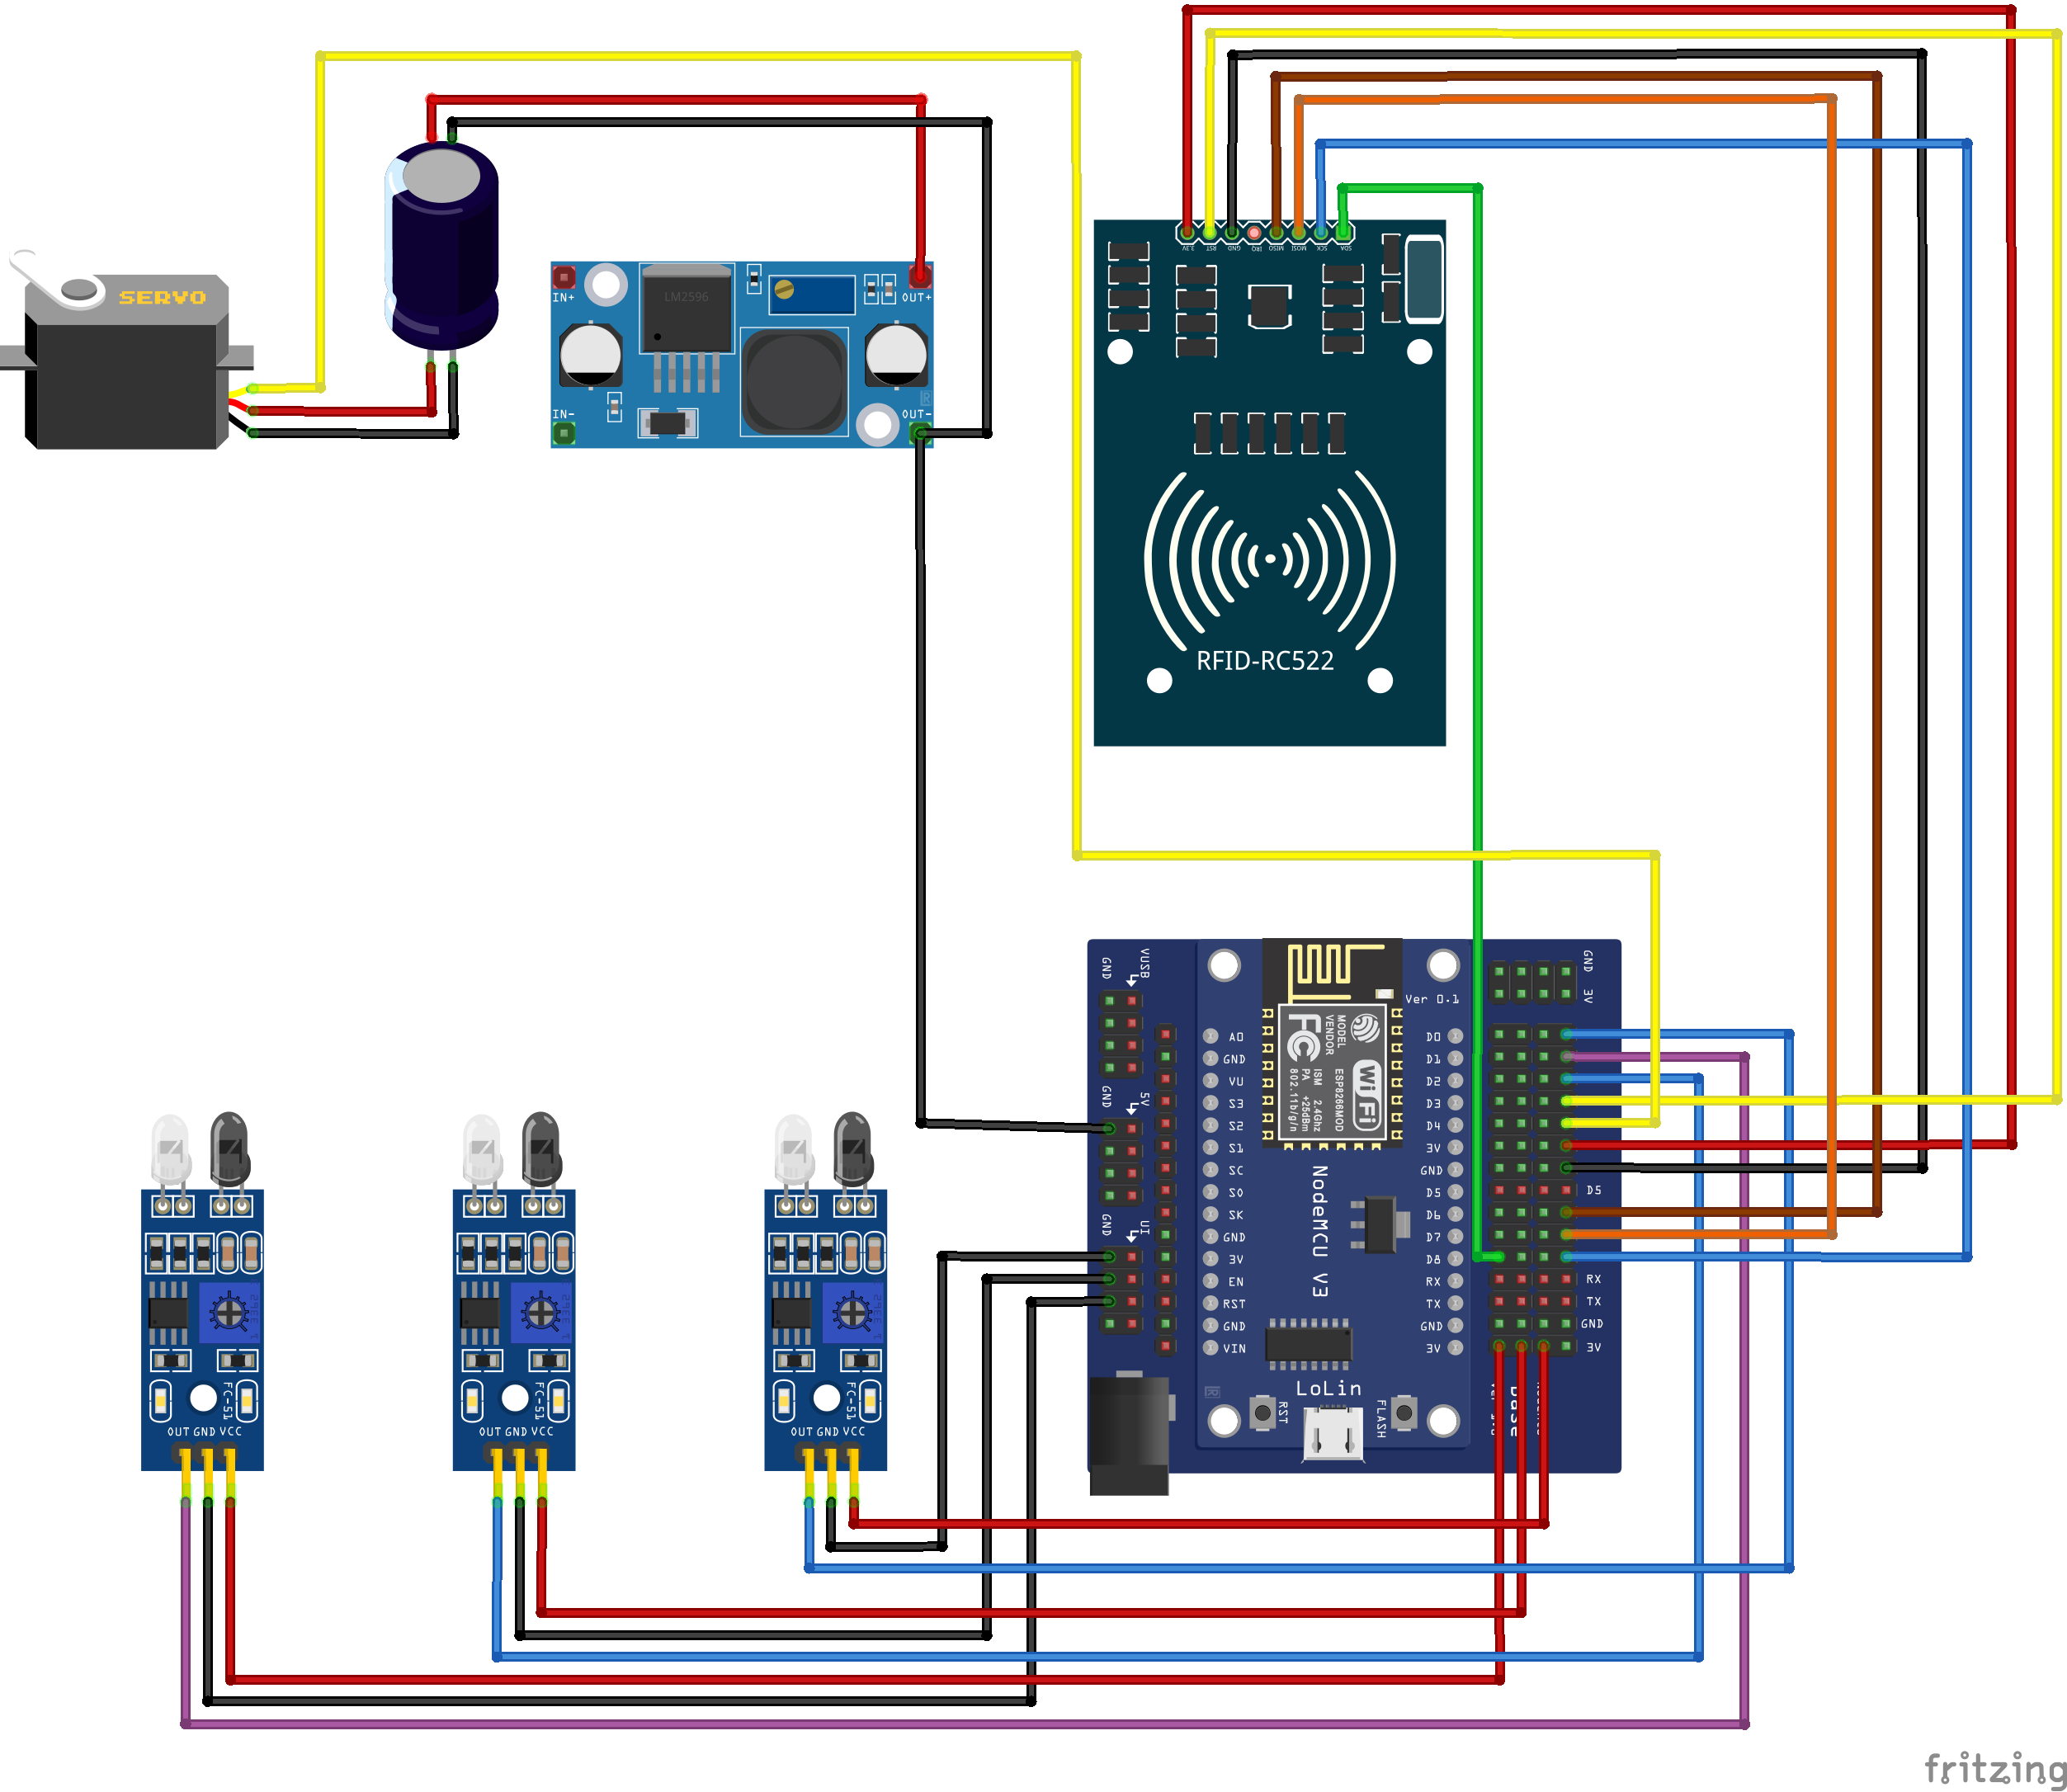 SERVO
IN+
LM2596
OUT+
IN-
OUT-
3.3V
RST
GND
IRQ
MISO
MOSI
SCK
SDA
RFID-RC522
GND
VUSB
GND
5V
GND
UI
Ver 0.1
MODEL
VENDOR
ESP8266MOD
ISM 2.4GHz
PA +25dBm
802.11b/g/n
FC
WiFi
A0
GND
VU
S3
S2
S1
SC
S0
SK
GND
3V
EN
RST
GND
VIN
D0
D1
D2
D3
D4
3V
GND
D5
D6
D7
D8
RX
TX
GND
3V
NodeMCU V3
LoLin
RST
FLASH
GND
3V
D5
RX
TX
GND
3V
FC-51
OUT GND VCC
FC-51
OUT GND VCC
FC-51
OUT GND VCC
fritzing